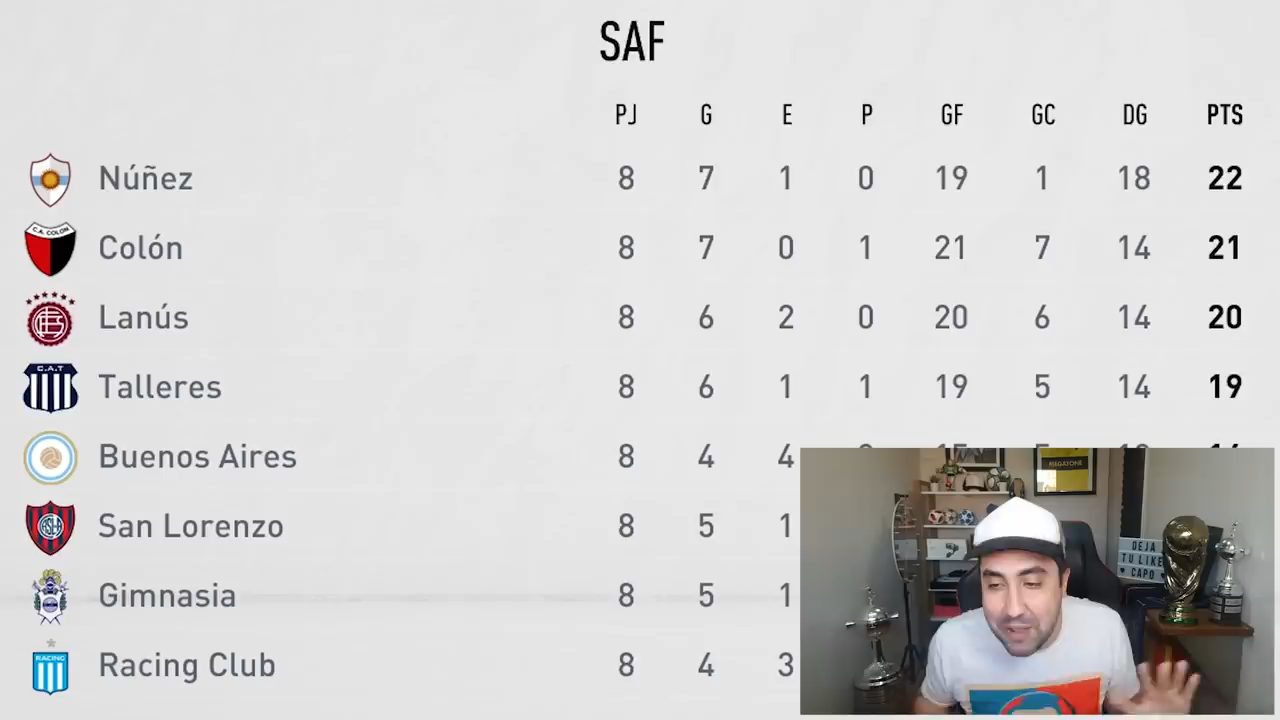 SAF
PJ G E P GF GC DG PTS
Núñez 8 7 1 0 19 1 18 22
C.A. COLON Colón 8 7 0 1 21 7 14 21
Lanús 8 6 2 0 20 6 14 20
C.A.T Talleres 8 6 1 1 19 5 14 19
Buenos Aires 8 4 4
San Lorenzo 8 5 1
Gimnasia 8 5 1
RACING Racing Club 8 4 3
MEGATONE
DEJA
TU LIKE
CAPO